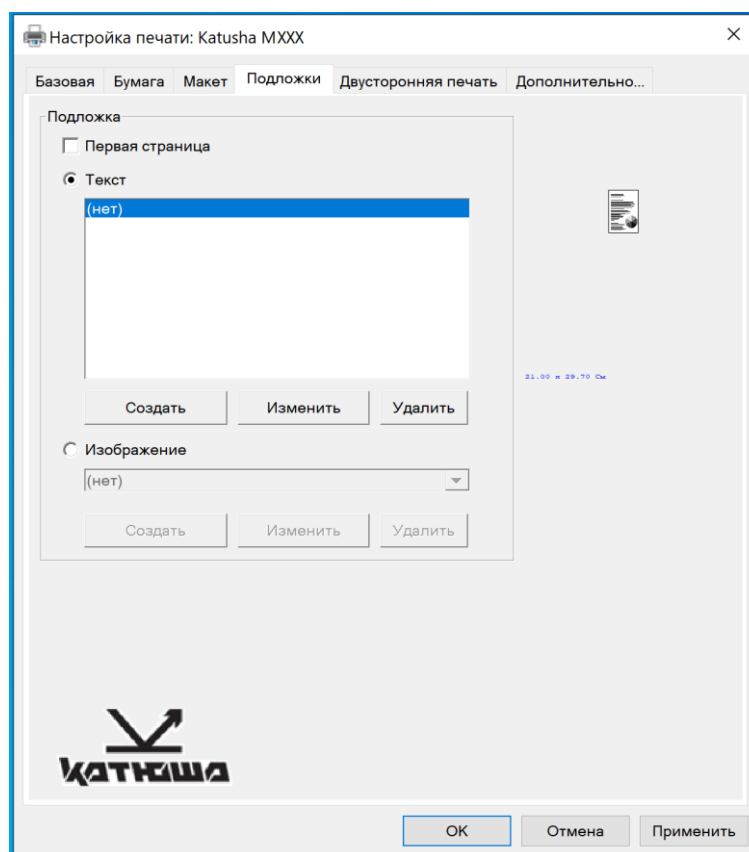 Настройка печати: Katusha MXXX
Базовая Бумага Макет Подложки Двусторонняя печать Дополнительно...
Подложка
Первая страница
Текст
(нет)
21.00 x 29.70 См
Создать Изменить Удалить
Изображение
(нет)
Создать Изменить Удалить
катюша
OK Отмена Применить